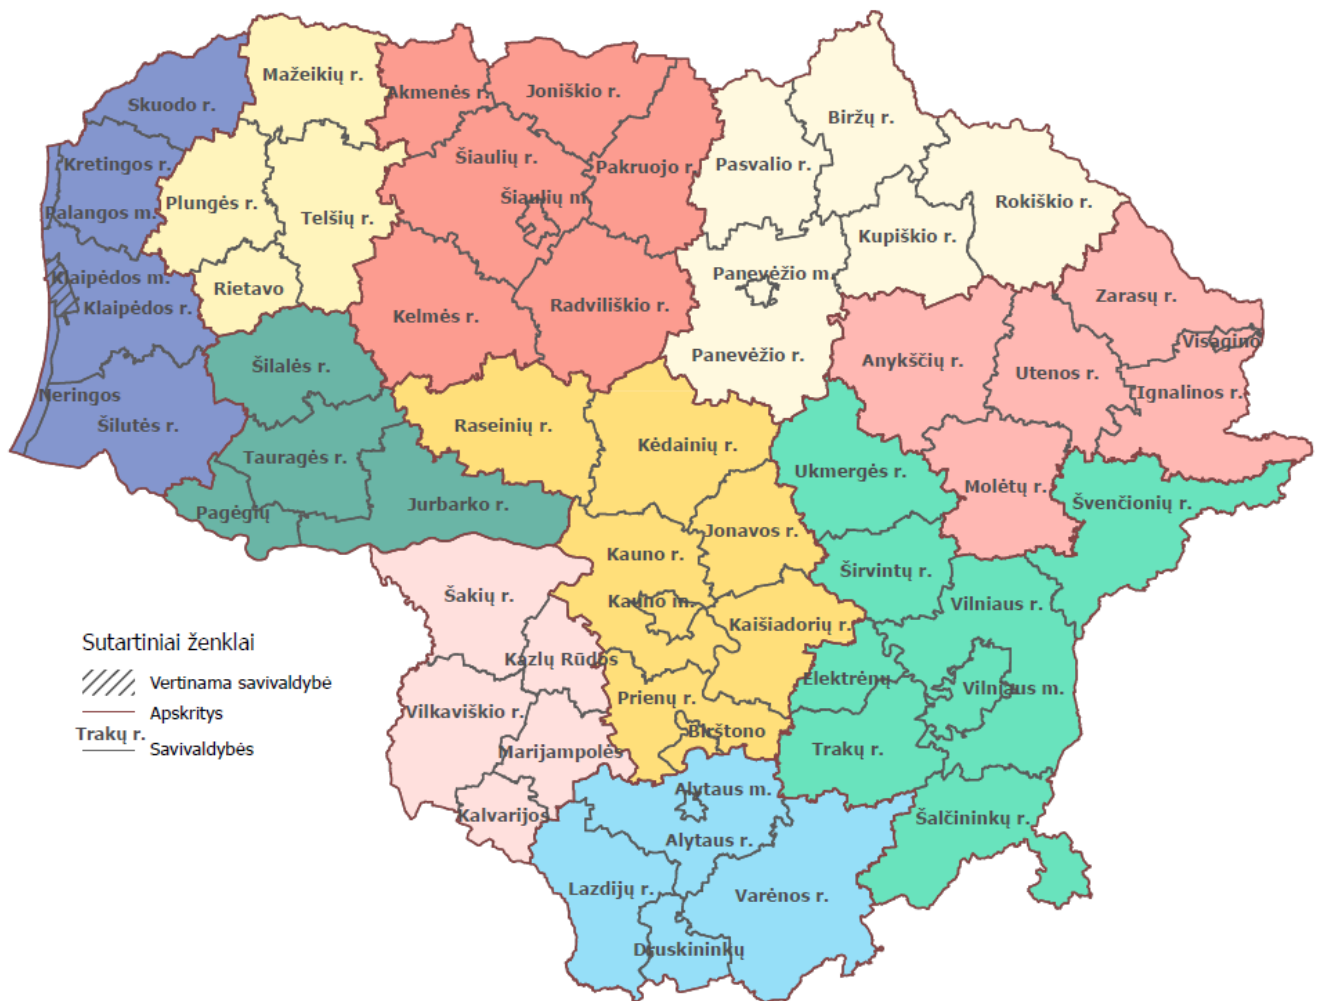 Mažeikių r.
Akmenės r.
Joniškio r.
Skuodo r.
Biržų r.
Kretingos r.
Šiaulių r.
Pakruojo r.
Pasvalio r.
Plungės r.
Telšių r.
Šiaulių m.
Rokiškio r.
Palangos m.
Kupiškio r.
Klaipėdos m.
Rietavo
Panevėžio m.
Klaipėdos r.
Kelmės r.
Radviliškio r.
Zarasų r.
Visagino
Panevėžio r.
Anykščių r.
Šilalės r.
Utenos r.
Neringos
Ignalinos r.
Šilutės r.
Raseinių r.
Kėdainių r.
Tauragės r.
Ukmergės r.
Molėtų r.
Pagėgių
Jurbarko r.
Švenčionių r.
Jonavos r.
Kauno r.
Širvintų r.
Šakių r.
Kauno m.
Vilniaus r.
Kaišiadorių r.
Kazlų Rūdos
Elektrėnų
Vilniaus m.
Prienų r.
Vilkaviškio r.
Birštono
Marijampolės
Trakų r.
Alytaus m.
Kalvarijos
Šalčininkų r.
Alytaus r.
Lazdijų r.
Varėnos r.
Druskininkų
Sutartiniai ženklai
Vertinama savivaldybė
Apskritys
Trakų r.
Savivaldybės